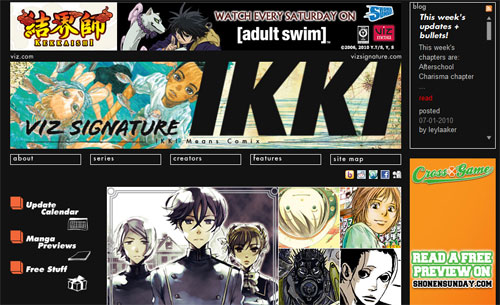 結界師
KEKKAISHI
WATCH EVERY SATURDAY ON
[adult swim]
VIZ
©2006, 2010 Y.T/S, Y, S
viz.com
vizsignature.com
IKKI
VIZ SIGNATURE
IKKI Means Comix
about
series
creators
features
site map
Update
Calendar
Manga
Previews
Free Stuff
blog
This week's
updates +
bullets!
This week's
chapters are:
Afterschool
Charisma chapter
...
read
posted
07-01-2010
by leylaaker
Cross Game
READ A FREE
PREVIEW ON
SHONENSUNDAY.COM